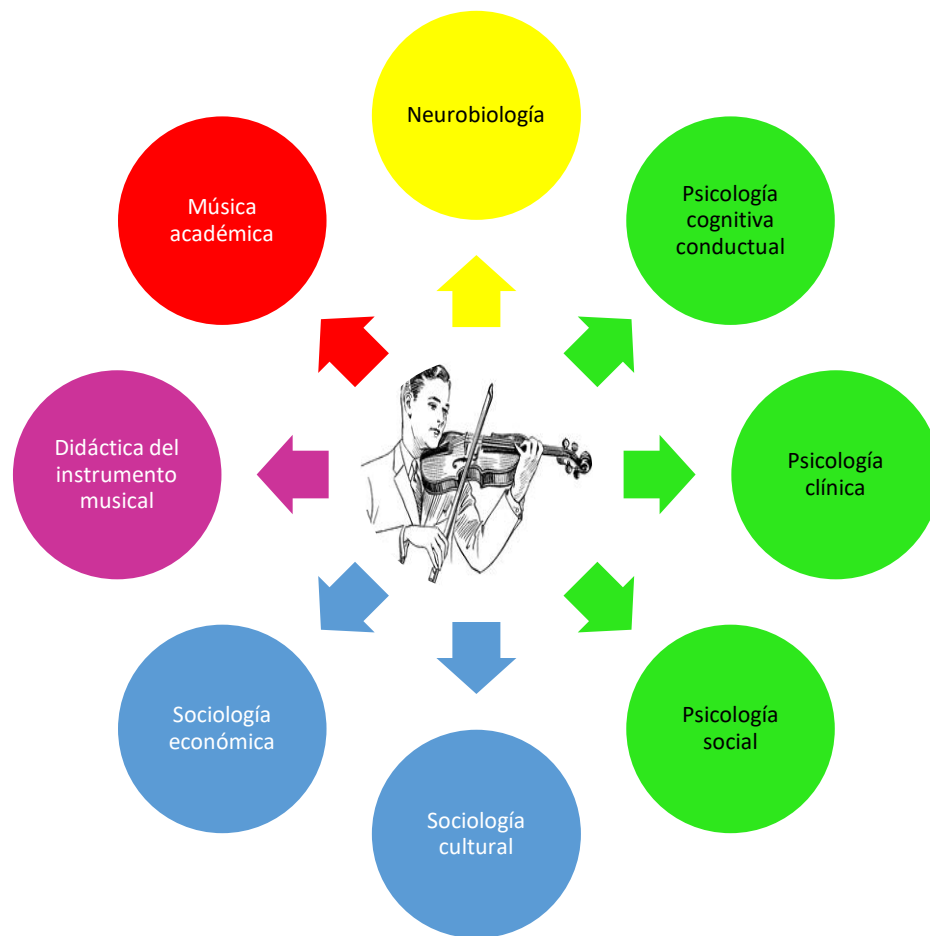 Neurobiología
Psicología
cognitiva
conductual
Psicología
clínica
Psicología
social
Sociología
cultural
Sociología
económica
Didáctica del
instrumento
musical
Música
académica